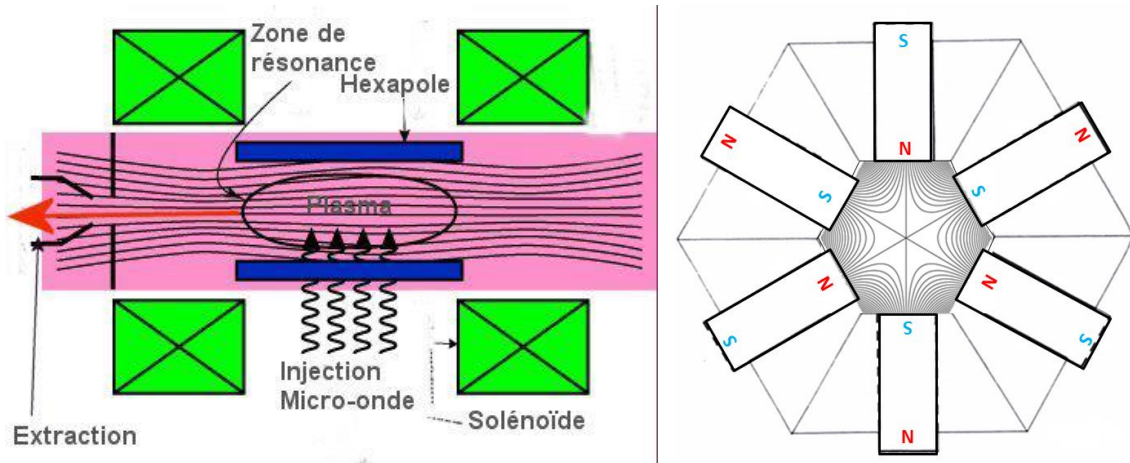 Zone de
résonance
Hexapole
Plasma
Injection
Micro-onde
Solénoïde
Extraction
S
N
N
S
N
S
N
S
N
S
S
N